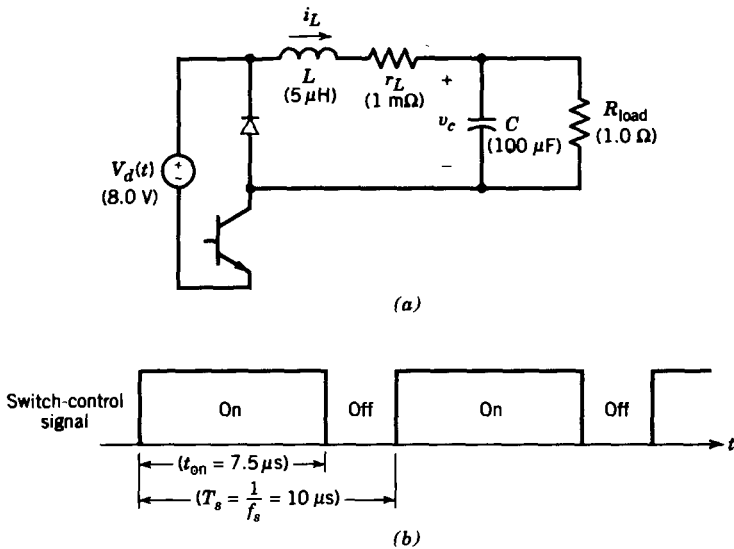 i_L
L
(5 μH)
r_L
(1 mΩ)
+
v_c
−
C
(100 μF)
R_load
(1.0 Ω)
V_d(t)
(8.0 V)
+
−
(a)
Switch-control
signal
On
Off
On
Off
t
(t_on = 7.5 μs)
(T_s = 1/f_s = 10 μs)
(b)